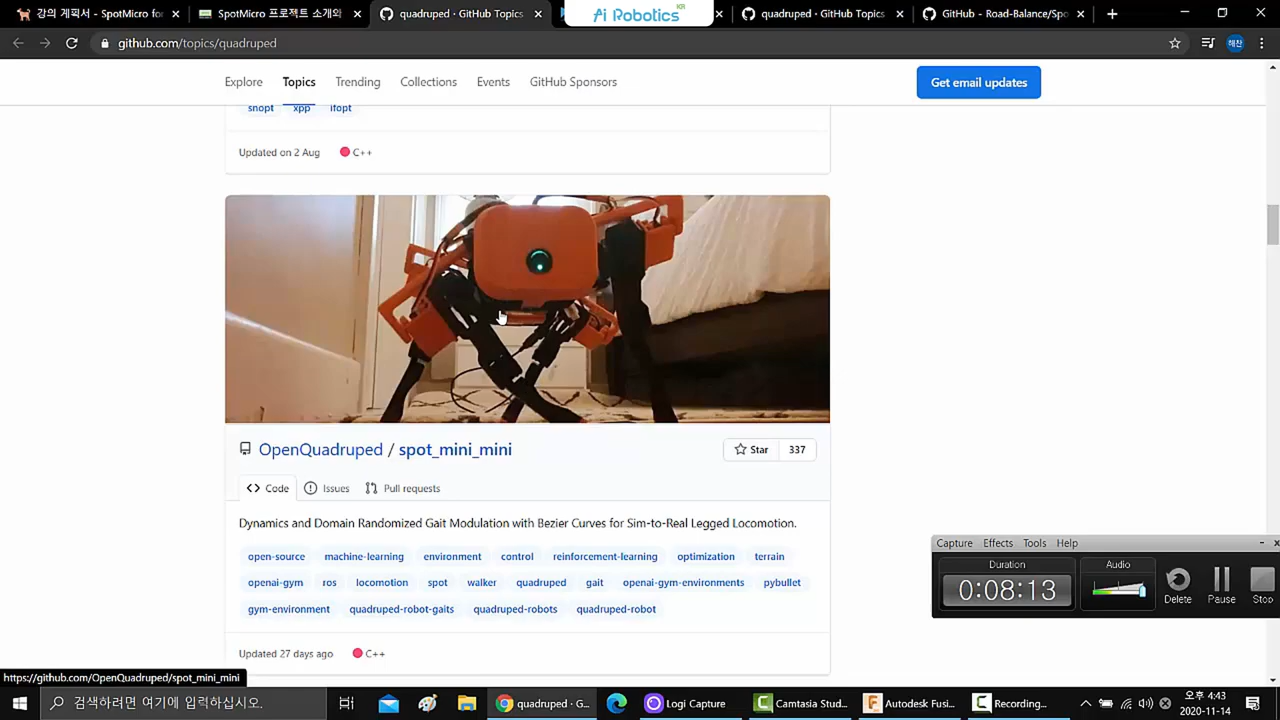 강의 계획서 - SpotMicro for
SpotMicro 프로젝트 소개와
quadruped · GitHub Topics
Ai Robotics KR
quadruped · GitHub Topics
GitHub - Road-Balance/Spo
github.com/topics/quadruped
해찬
Explore
Topics
Trending
Collections
Events
GitHub Sponsors
Get email updates
snopt
xpp
ifopt
Updated on 2 Aug
C++
OpenQuadruped / spot_mini_mini
Star
337
Code
Issues
Pull requests
Dynamics and Domain Randomized Gait Modulation with Bezier Curves for Sim-to-Real Legged Locomotion.
open-source machine-learning environment control reinforcement-learning optimization terrain
openai-gym ros locomotion spot walker quadruped gait openai-gym-environments pybullet
gym-environment quadruped-robot-gaits quadruped-robots quadruped-robot
Updated 27 days ago
C++
Capture Effects Tools Help
Duration
0:08:13
Audio
Delete
Pause
Stop
https://github.com/OpenQuadruped/spot_mini_mini
검색하려면 여기에 입력하십시오.
quadruped · G...
Logi Capture
Camtasia Stud...
Autodesk Fusi...
Recording...
오후 4:43
2020-11-14